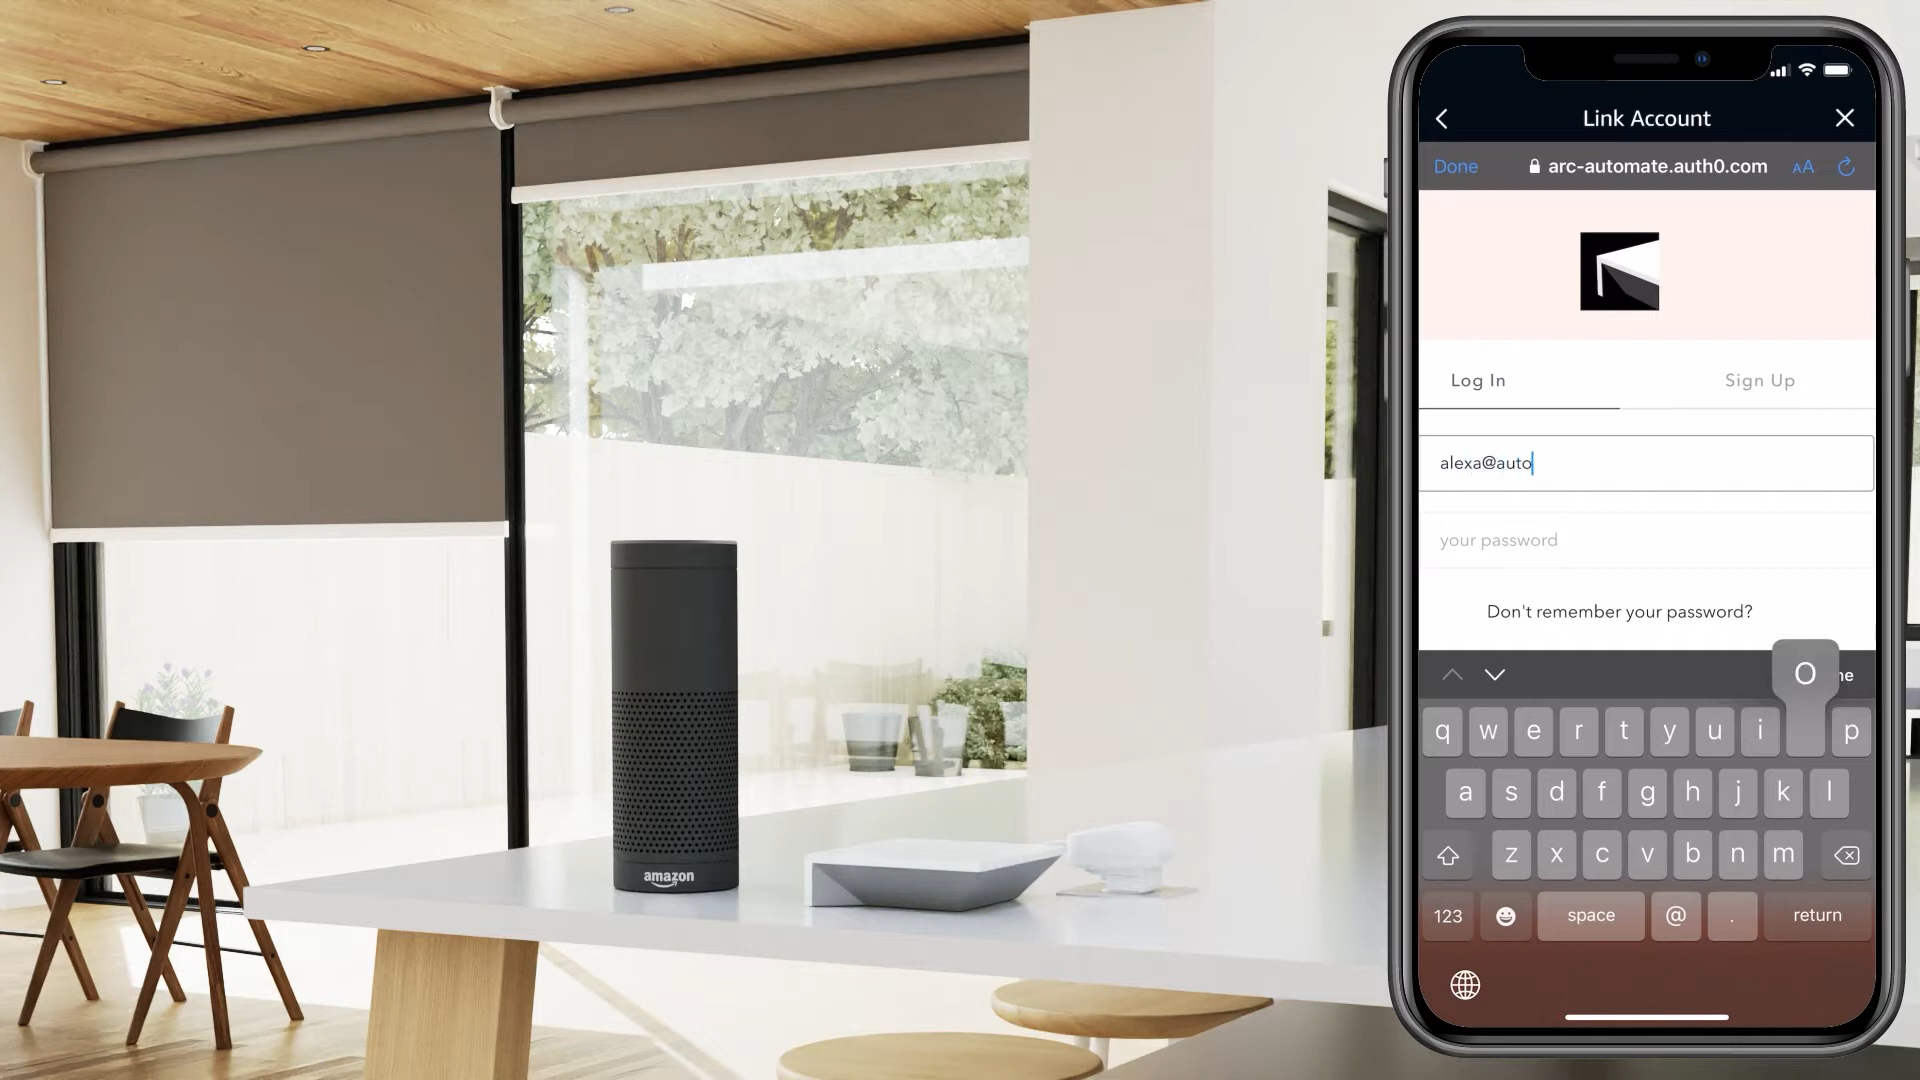 amazon
Link Account
Done
arc-automate.auth0.com
AA
Log In
Sign Up
alexa@auto
your password
Don't remember your password?
O
q w e r t y u i p
a s d f g h j k l
z x c v b n m
123
space
@
.
return